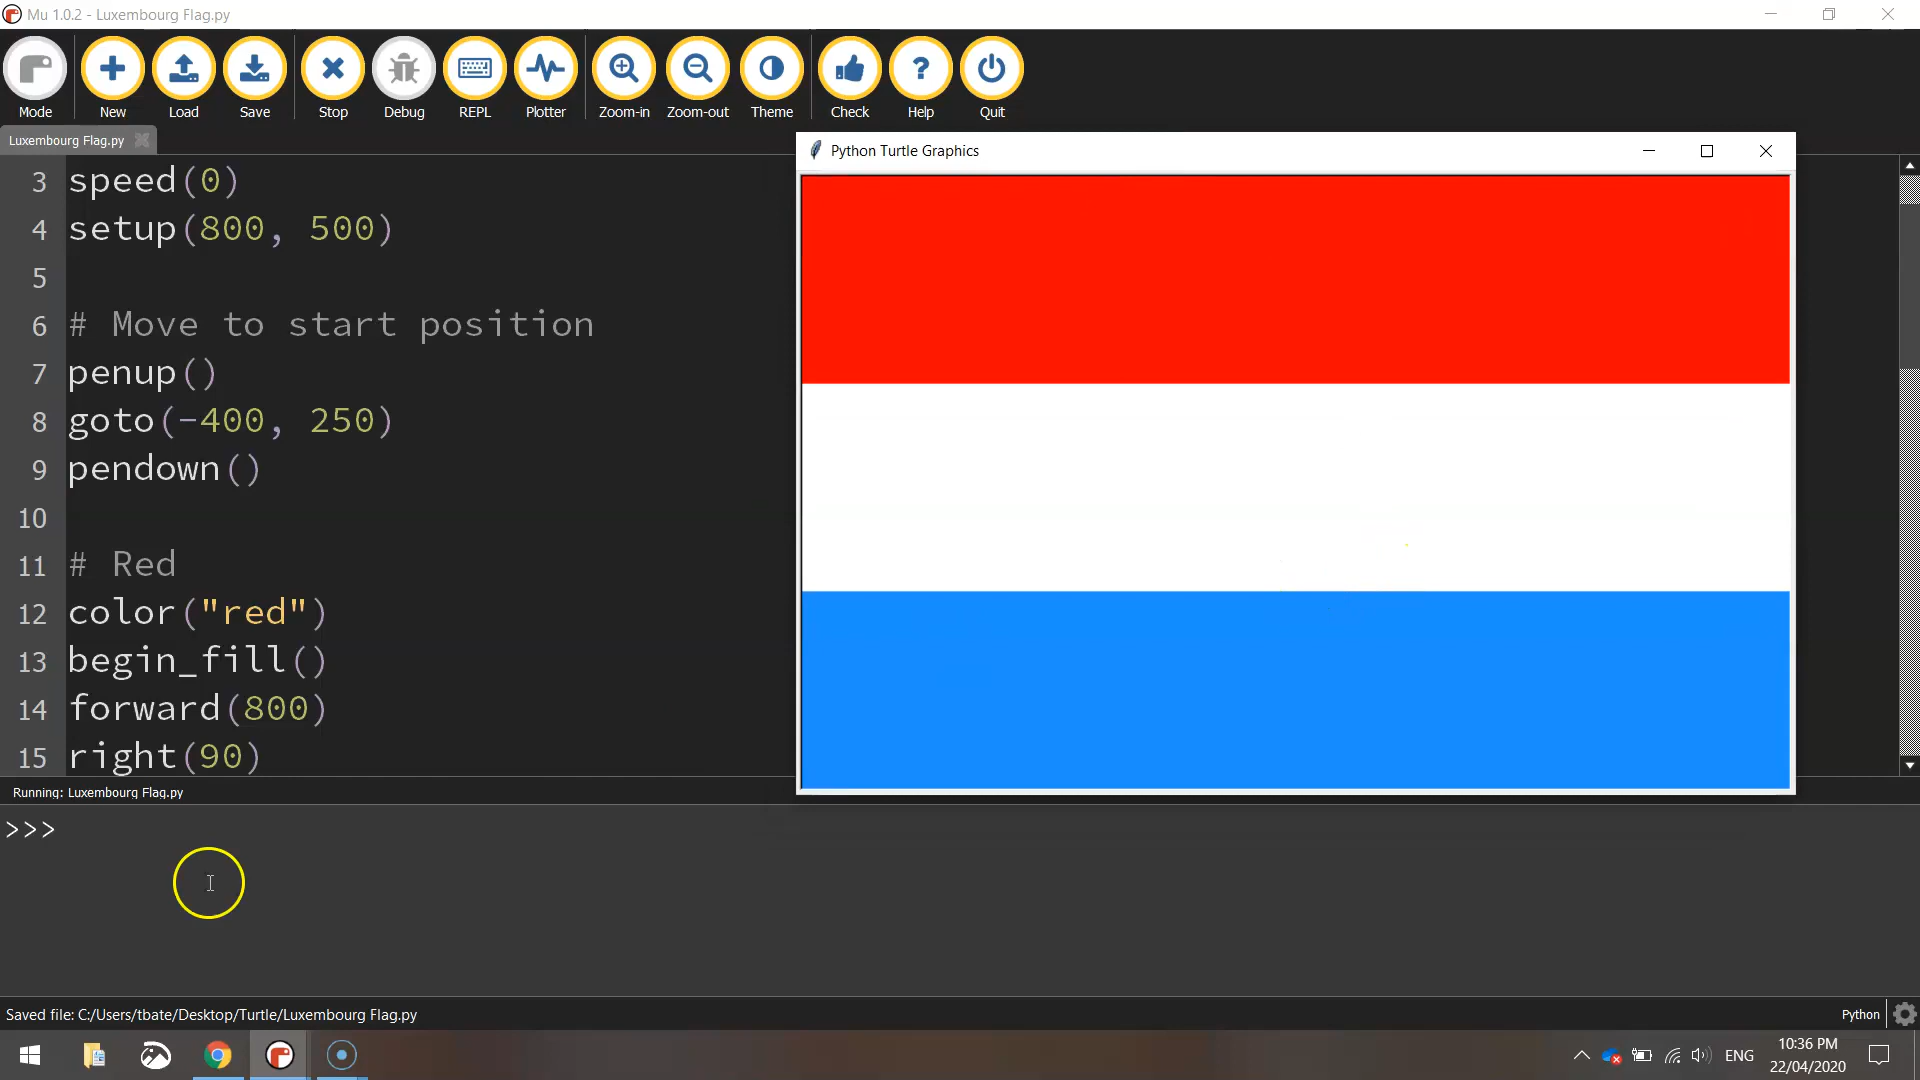 Mu 1.0.2 - Luxembourg Flag.py
Mode New Load Save Stop Debug REPL Plotter Zoom-in Zoom-out Theme Check Help Quit
Luxembourg Flag.py
Python Turtle Graphics
3 speed(0)
4 setup(800, 500)
5
6 # Move to start position
7 penup()
8 goto(-400, 250)
9 pendown()
10
11 # Red
12 color("red")
13 begin_fill()
14 forward(800)
15 right(90)
Running: Luxembourg Flag.py
>>>
Saved file: C:/Users/tbate/Desktop/Turtle/Luxembourg Flag.py
Python
ENG
10:36 PM
22/04/2020